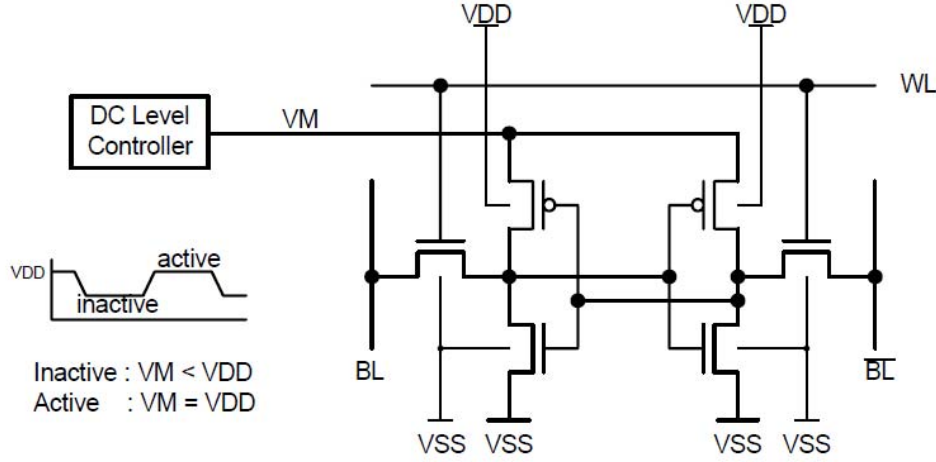 VDD
VDD
WL
DC Level
Controller
VM
VDD
active
inactive
Inactive : VM < VDD
Active : VM = VDD
BL
BL
VSS
VSS
VSS
VSS